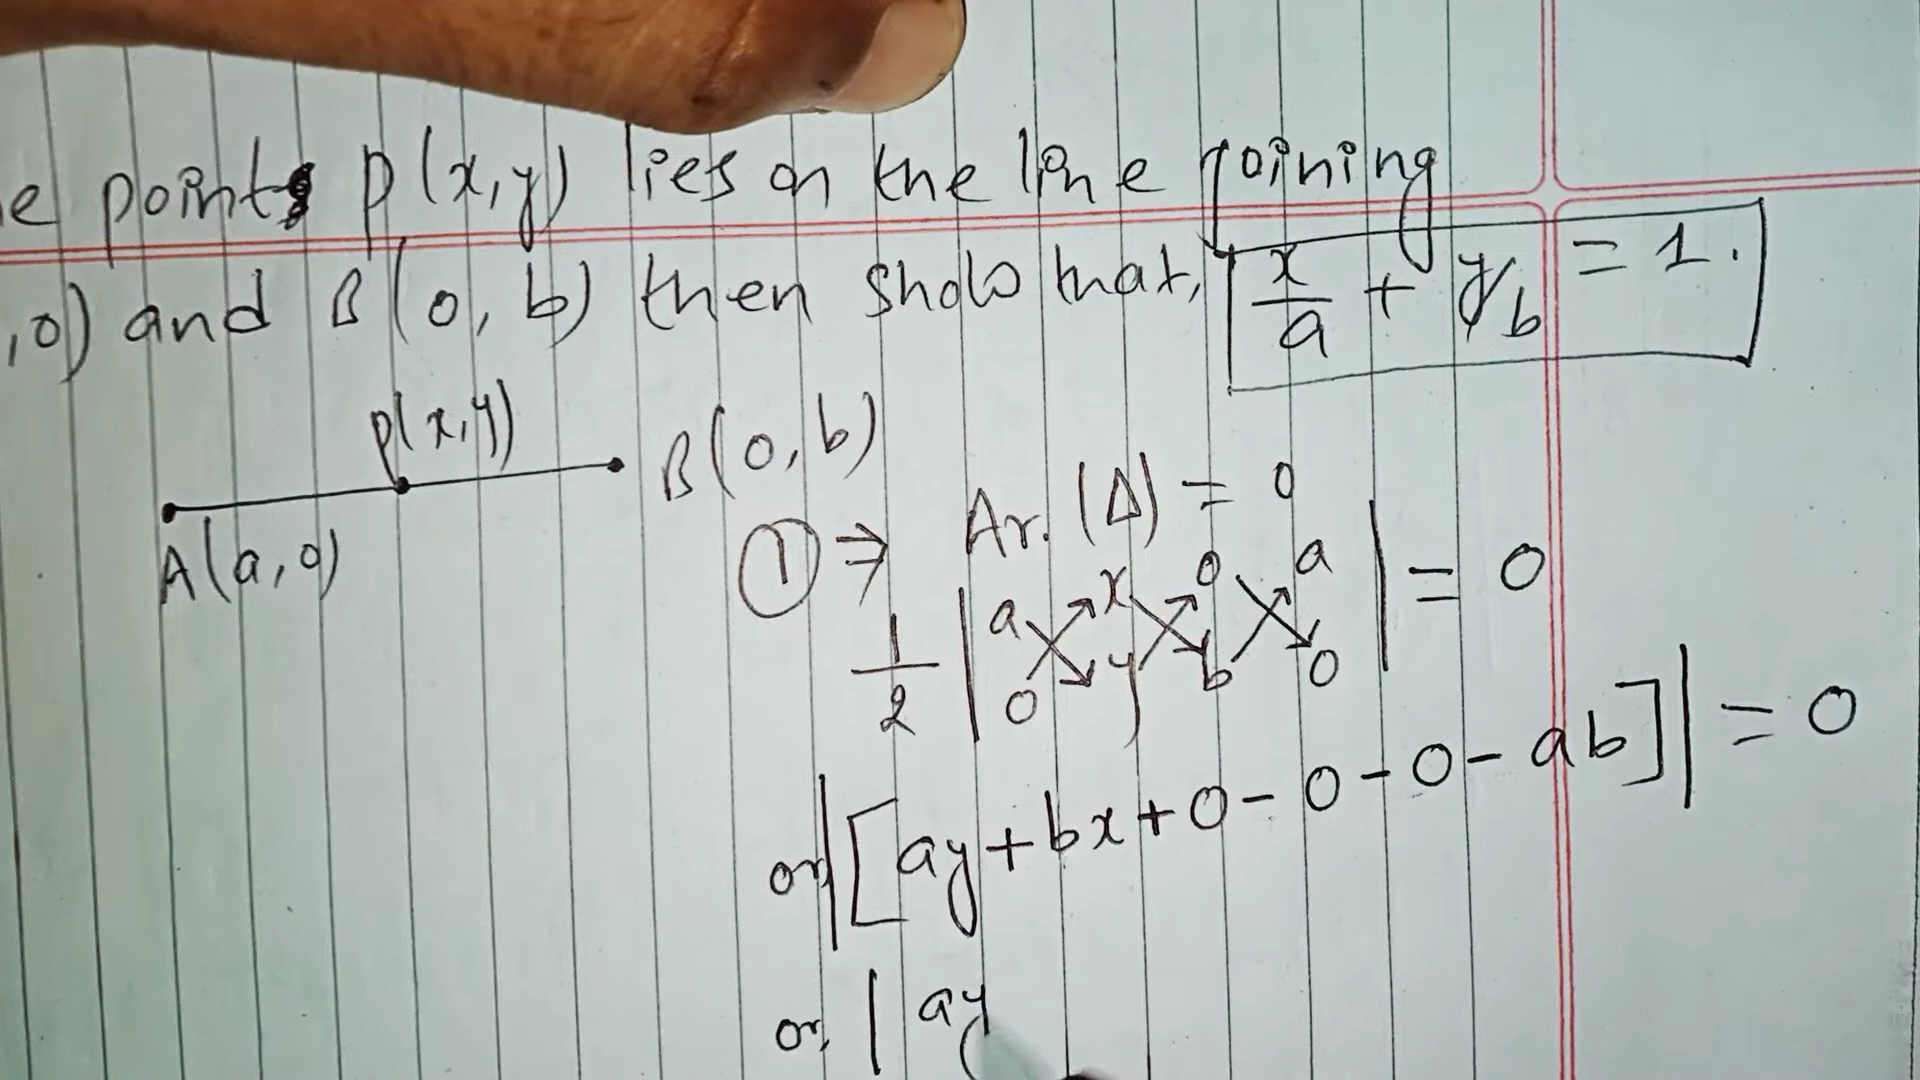 e points P(x,y) lies on the line joining
,0) and B(0, b) then show that, x/a + y/b = 1.
P(x,y)
B(0, b)
A(a,0)
① ⇒ Ar. (Δ) = 0
1/2 | a x 0 a | = 0
0 y b 0
or, |[ay+bx+0-0-0-ab]| = 0
or, | ay